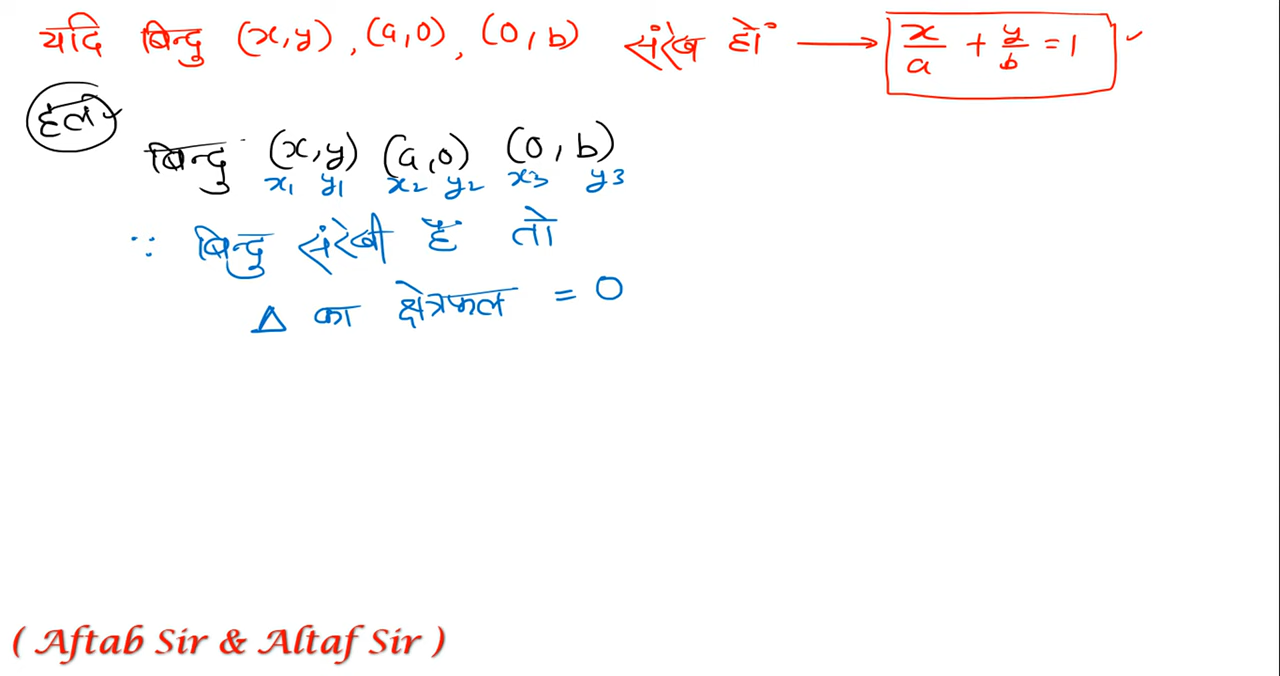 यदि बिन्दु (x,y), (a,0), (0,b) संरेख हों → x/a + y/b = 1
हल
बिन्दु (x,y) (a,0) (0,b)
x₁ y₁ x₂ y₂ x₃ y₃
∵ बिन्दु संरेखी हैं तो
Δ का क्षेत्रफल = 0
( Aftab Sir & Altaf Sir )